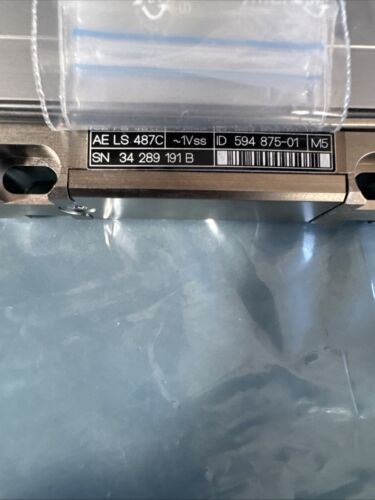 AE LS 487C ~1Vss ID 594 875-01 M5
SN 34 289 191 B